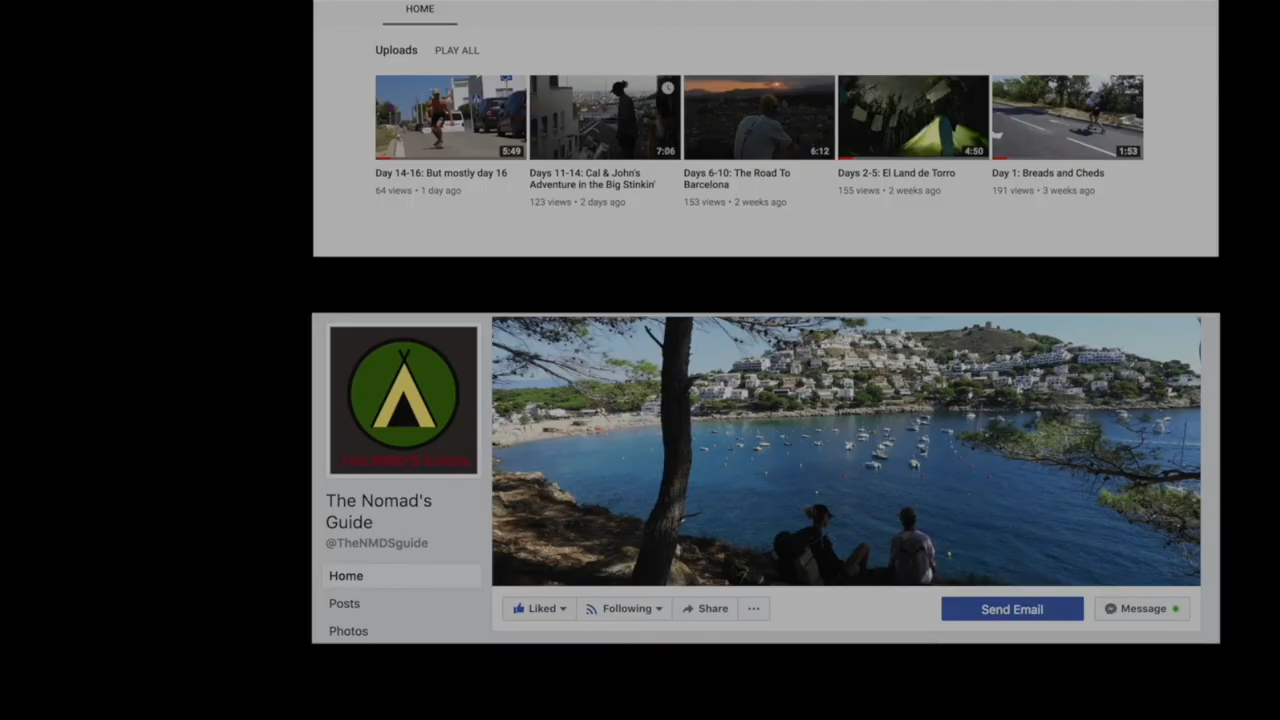 HOME
Uploads PLAY ALL
5:49
7:06
6:12
4:50
1:53
Day 14-16: But mostly day 16
64 views • 1 day ago
Days 11-14: Cal & John's
Adventure in the Big Stinkin'
123 views • 2 days ago
Days 6-10: The Road To
Barcelona
153 views • 2 weeks ago
Days 2-5: El Land de Torro
155 views • 2 weeks ago
Day 1: Breads and Cheds
191 views • 3 weeks ago
The Nomad's
Guide
@TheNMDSguide
Home
Posts
Photos
Liked Following Share ...
Send Email Message